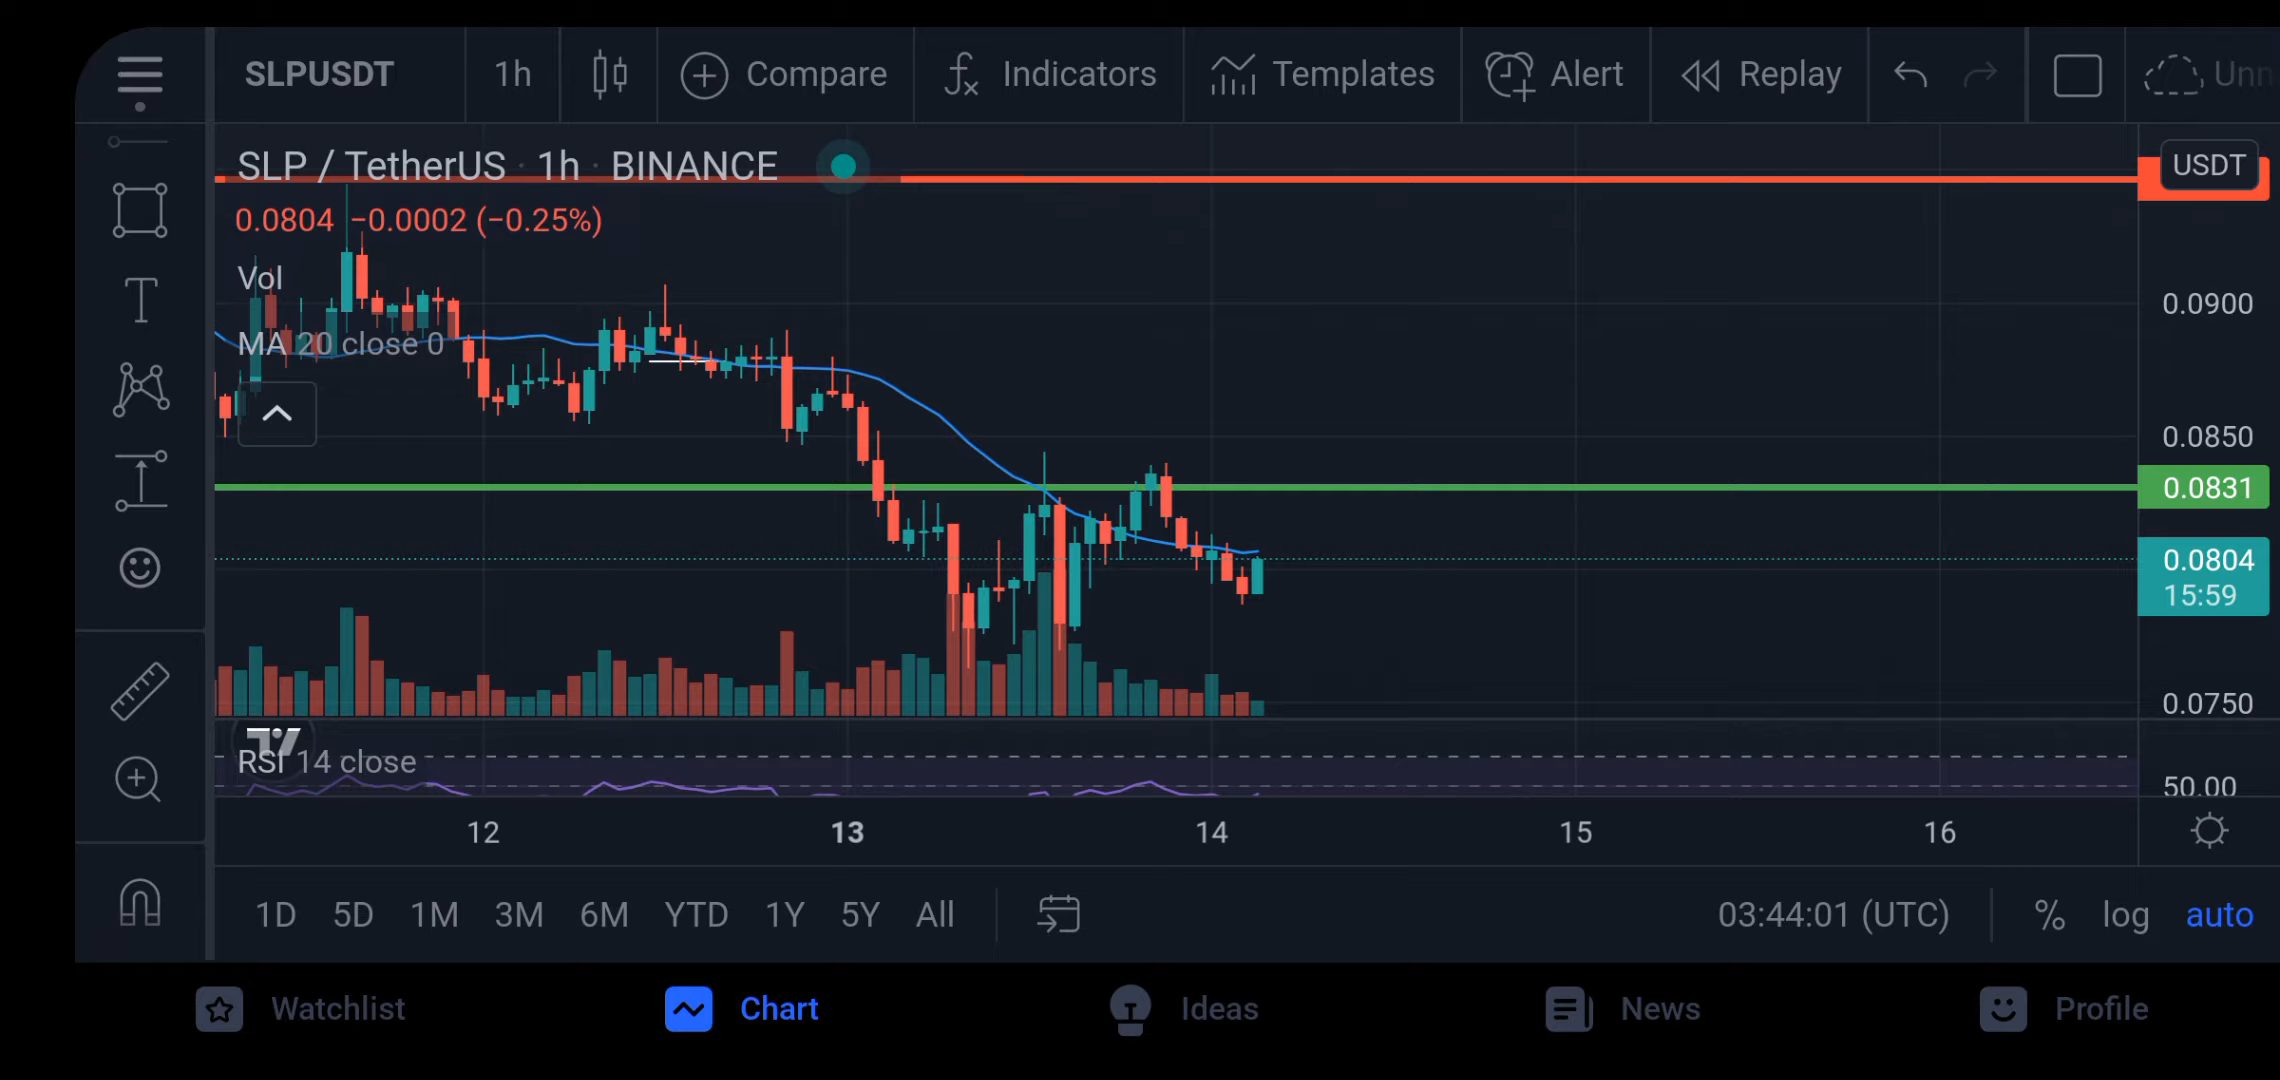 SLPUSDT 1h Compare Indicators Templates Alert Replay
SLP / TetherUS · 1h · BINANCE
USDT
0.0804 −0.0002 (−0.25%)
Vol
0.0900
MA 20 close 0
0.0850
0.0831
0.0804
15:59
0.0750
RSI 14 close
50.00
12 13 14 15 16
1D 5D 1M 3M 6M YTD 1Y 5Y All 03:44:01 (UTC) % log auto
Watchlist Chart Ideas News Profile